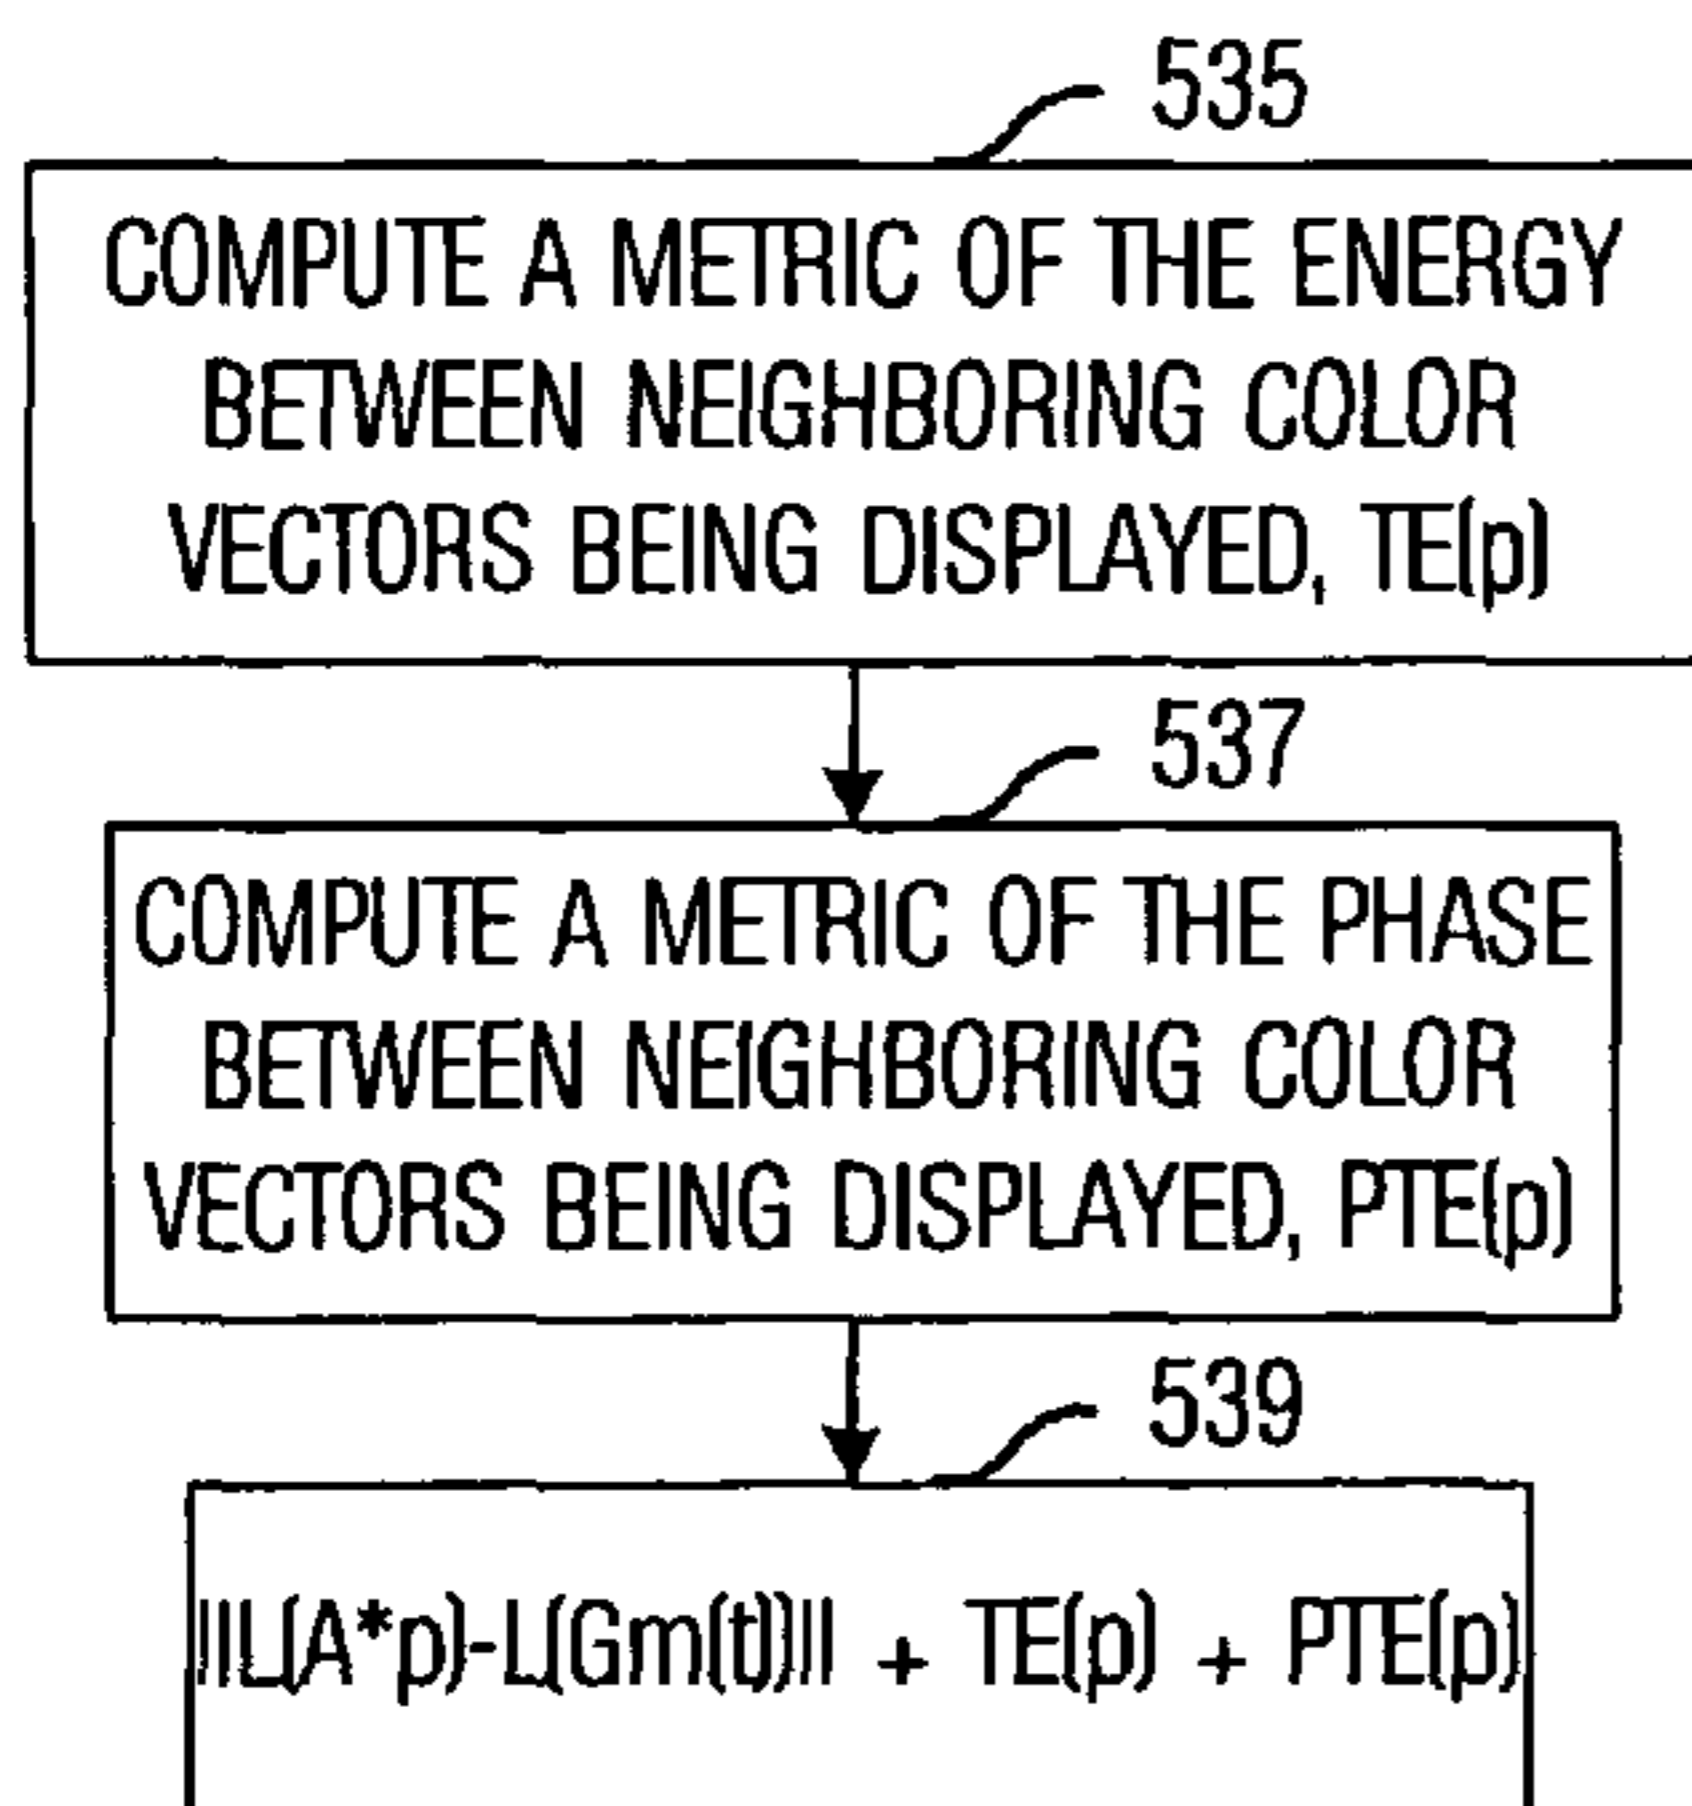 535
COMPUTE A METRIC OF THE ENERGY
BETWEEN NEIGHBORING COLOR
VECTORS BEING DISPLAYED, TE(p)
537
COMPUTE A METRIC OF THE PHASE
BETWEEN NEIGHBORING COLOR
VECTORS BEING DISPLAYED, PTE(p)
539
||L(A*p)-L(Gm(t))|| + TE(p) + PTE(p)